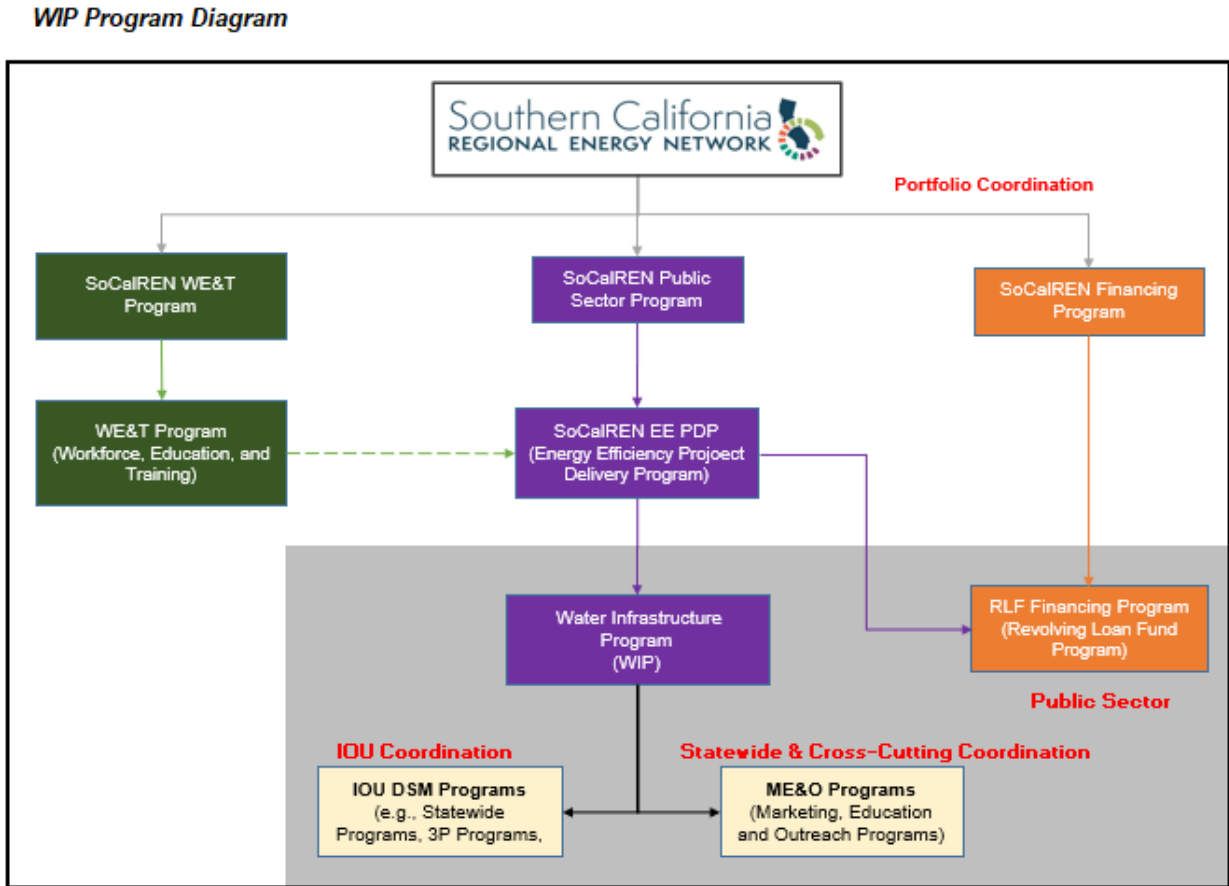 WIP Program Diagram
Southern California
REGIONAL ENERGY NETWORK
Portfolio Coordination
SoCalREN WE&T
Program
SoCalREN Public
Sector Program
SoCalREN Financing
Program
WE&T Program
(Workforce, Education, and
Training)
SoCalREN EE PDP
(Energy Efficiency Projoect
Delivery Program)
Water Infrastructure
Program
(WIP)
RLF Financing Program
(Revolving Loan Fund
Program)
Public Sector
IOU Coordination
Statewide & Cross-Cutting Coordination
IOU DSM Programs
(e.g., Statewide
Programs, 3P Programs,
ME&O Programs
(Marketing, Education
and Outreach Programs)